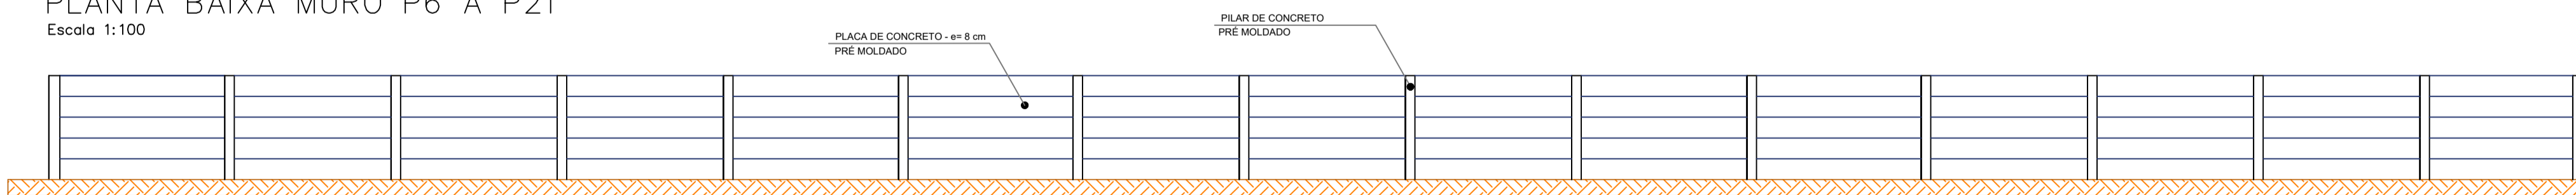 PLANTA BAIXA MURO P6 A P21
Escala 1:100
PILAR DE CONCRETO
PRÉ MOLDADO
PLACA DE CONCRETO - e= 8 cm
PRÉ MOLDADO